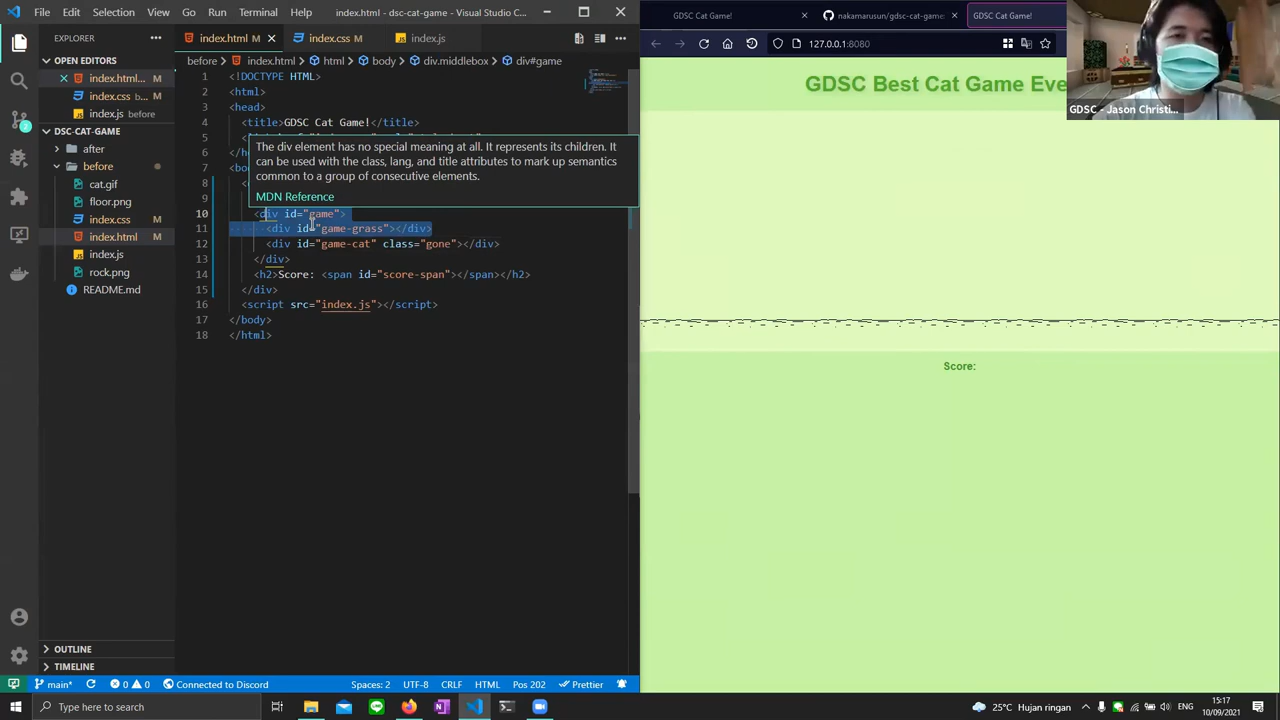 File Edit Selection View Go Run Terminal Help index.html - dsc-cat-game - Visual Studio Co...
GDSC Cat Game!
nakamarusun/gdsc-cat-game:
GDSC Cat Game!
EXPLORER
index.html M
index.css b...
index.js
127.0.0.1:8080
OPEN EDITORS
before > index.html > html > body > div.middlebox > div#game
index.html... M
index.css b... M
index.js before
DSC-CAT-GAME
after
before
cat.gif
floor.png
index.css M
index.html M
index.js
rock.png
README.md
OUTLINE
TIMELINE
1 <!DOCTYPE HTML>
2 <html>
3 <head>
4 <title>GDSC Cat Game!</title>
5
6
7
8
9
The div element has no special meaning at all. It represents its children. It
can be used with the class, lang, and title attributes to mark up semantics
common to a group of consecutive elements.
MDN Reference
10 <div id="game">
11 <div id="game-grass"></div>
12 <div id="game-cat" class="gone"></div>
13 </div>
14 <h2>Score: <span id="score-span"></span></h2>
15 </div>
16 <script src="index.js"></script>
17 </body>
18 </html>
GDSC Best Cat Game Eve
GDSC - Jason Christi...
Score:
main* 0 0 Connected to Discord Spaces: 2 UTF-8 CRLF HTML Pos 202 Prettier
Type here to search
25°C Hujan ringan
15:17
10/09/2021